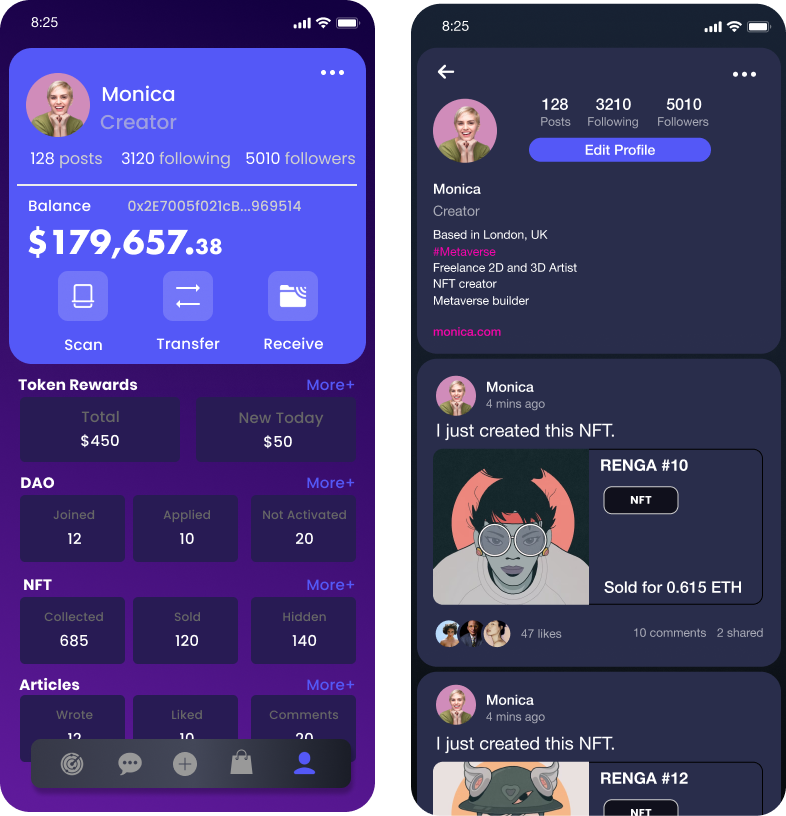 8:25
Monica
Creator
128 posts 3120 following 5010 followers
Balance 0x2E7005f021cB...969514
$179,657.38
Scan Transfer Receive
Token Rewards More+
Total New Today
$450 $50
DAO More+
Joined Applied Not Activated
12 10 20
NFT More+
Collected Sold Hidden
685 120 140
Articles More+
Wrote Liked Comments
12 10 20
8:25
128 3210 5010
Posts Following Followers
Edit Profile
Monica
Creator
Based in London, UK
#Metaverse
Freelance 2D and 3D Artist
NFT creator
Metaverse builder
monica.com
Monica
4 mins ago
I just created this NFT.
RENGA #10
NFT
Sold for 0.615 ETH
47 likes 10 comments 2 shared
Monica
4 mins ago
I just created this NFT.
RENGA #12
NFT